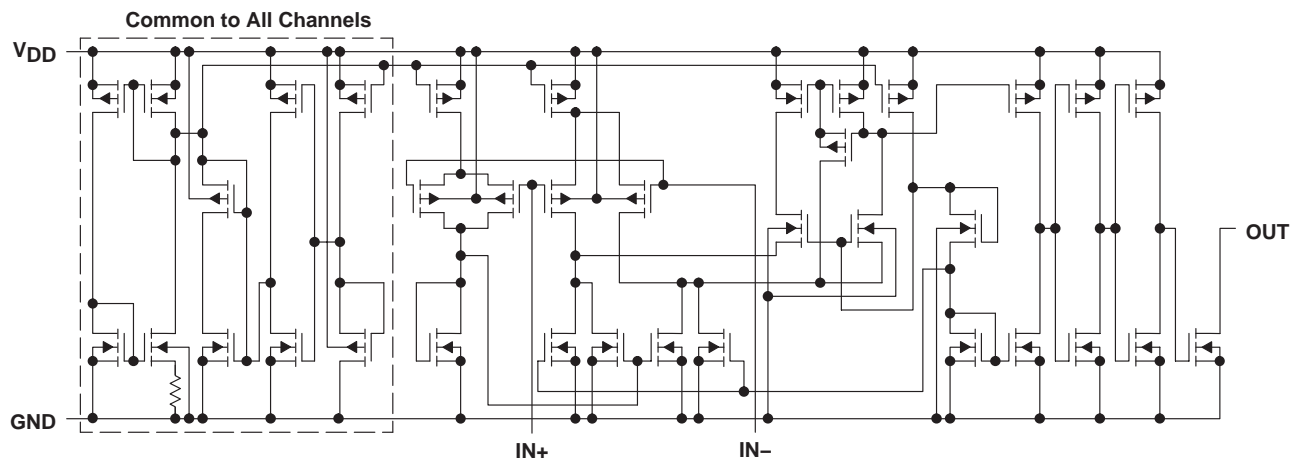 Common to All Channels
VDD
OUT
GND
IN+
IN−